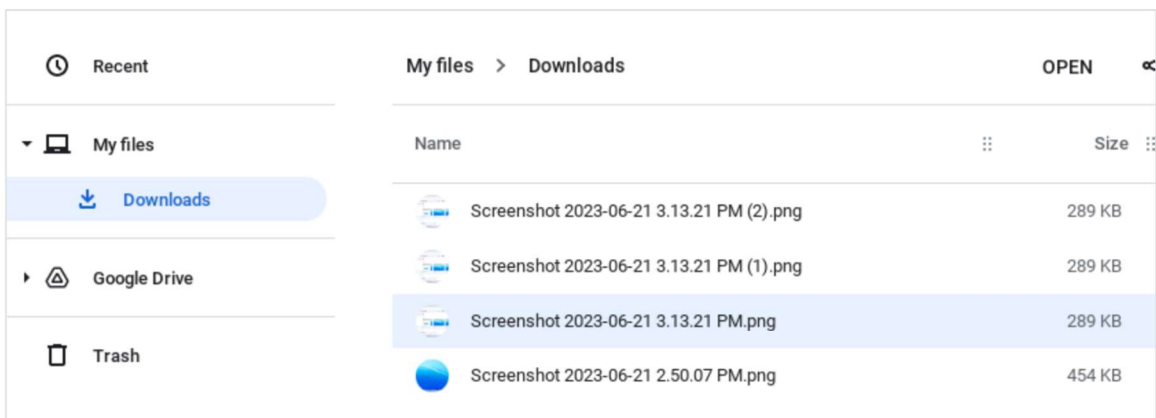 Recent
My files
Downloads
Google Drive
Trash
My files > Downloads
OPEN
Name Size
Screenshot 2023-06-21 3.13.21 PM (2).png 289 KB
Screenshot 2023-06-21 3.13.21 PM (1).png 289 KB
Screenshot 2023-06-21 3.13.21 PM.png 289 KB
Screenshot 2023-06-21 2.50.07 PM.png 454 KB